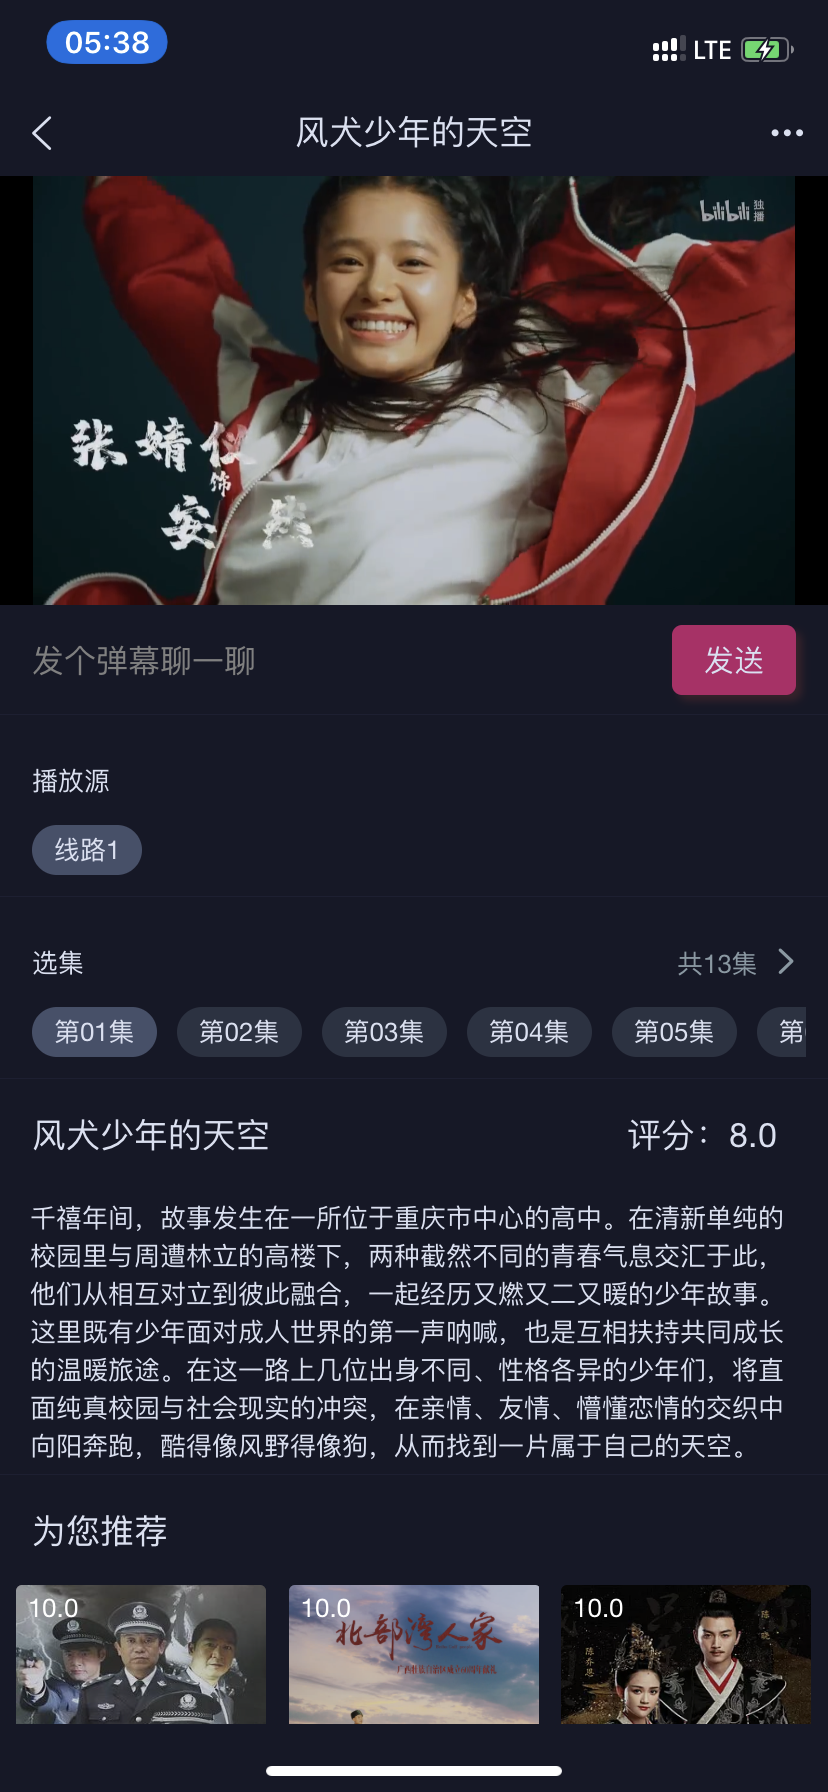 05:38
LTE
风犬少年的天空
bilibili 独播
张婧仪
饰
安然
发个弹幕聊一聊
发送
播放源
线路1
选集
共13集
第01集
第02集
第03集
第04集
第05集
第
风犬少年的天空
评分：8.0
千禧年间，故事发生在一所位于重庆市中心的高中。在清新单纯的
校园里与周遭林立的高楼下，两种截然不同的青春气息交汇于此，
他们从相互对立到彼此融合，一起经历又燃又二又暖的少年故事。
这里既有少年面对成人世界的第一声呐喊，也是互相扶持共同成长
的温暖旅途。在这一路上几位出身不同、性格各异的少年们，将直
面纯真校园与社会现实的冲突，在亲情、友情、懵懂恋情的交织中
向阳奔跑，酷得像风野得像狗，从而找到一片属于自己的天空。
为您推荐
10.0
10.0
北部湾人家
10.0
陈晓
陈乔恩